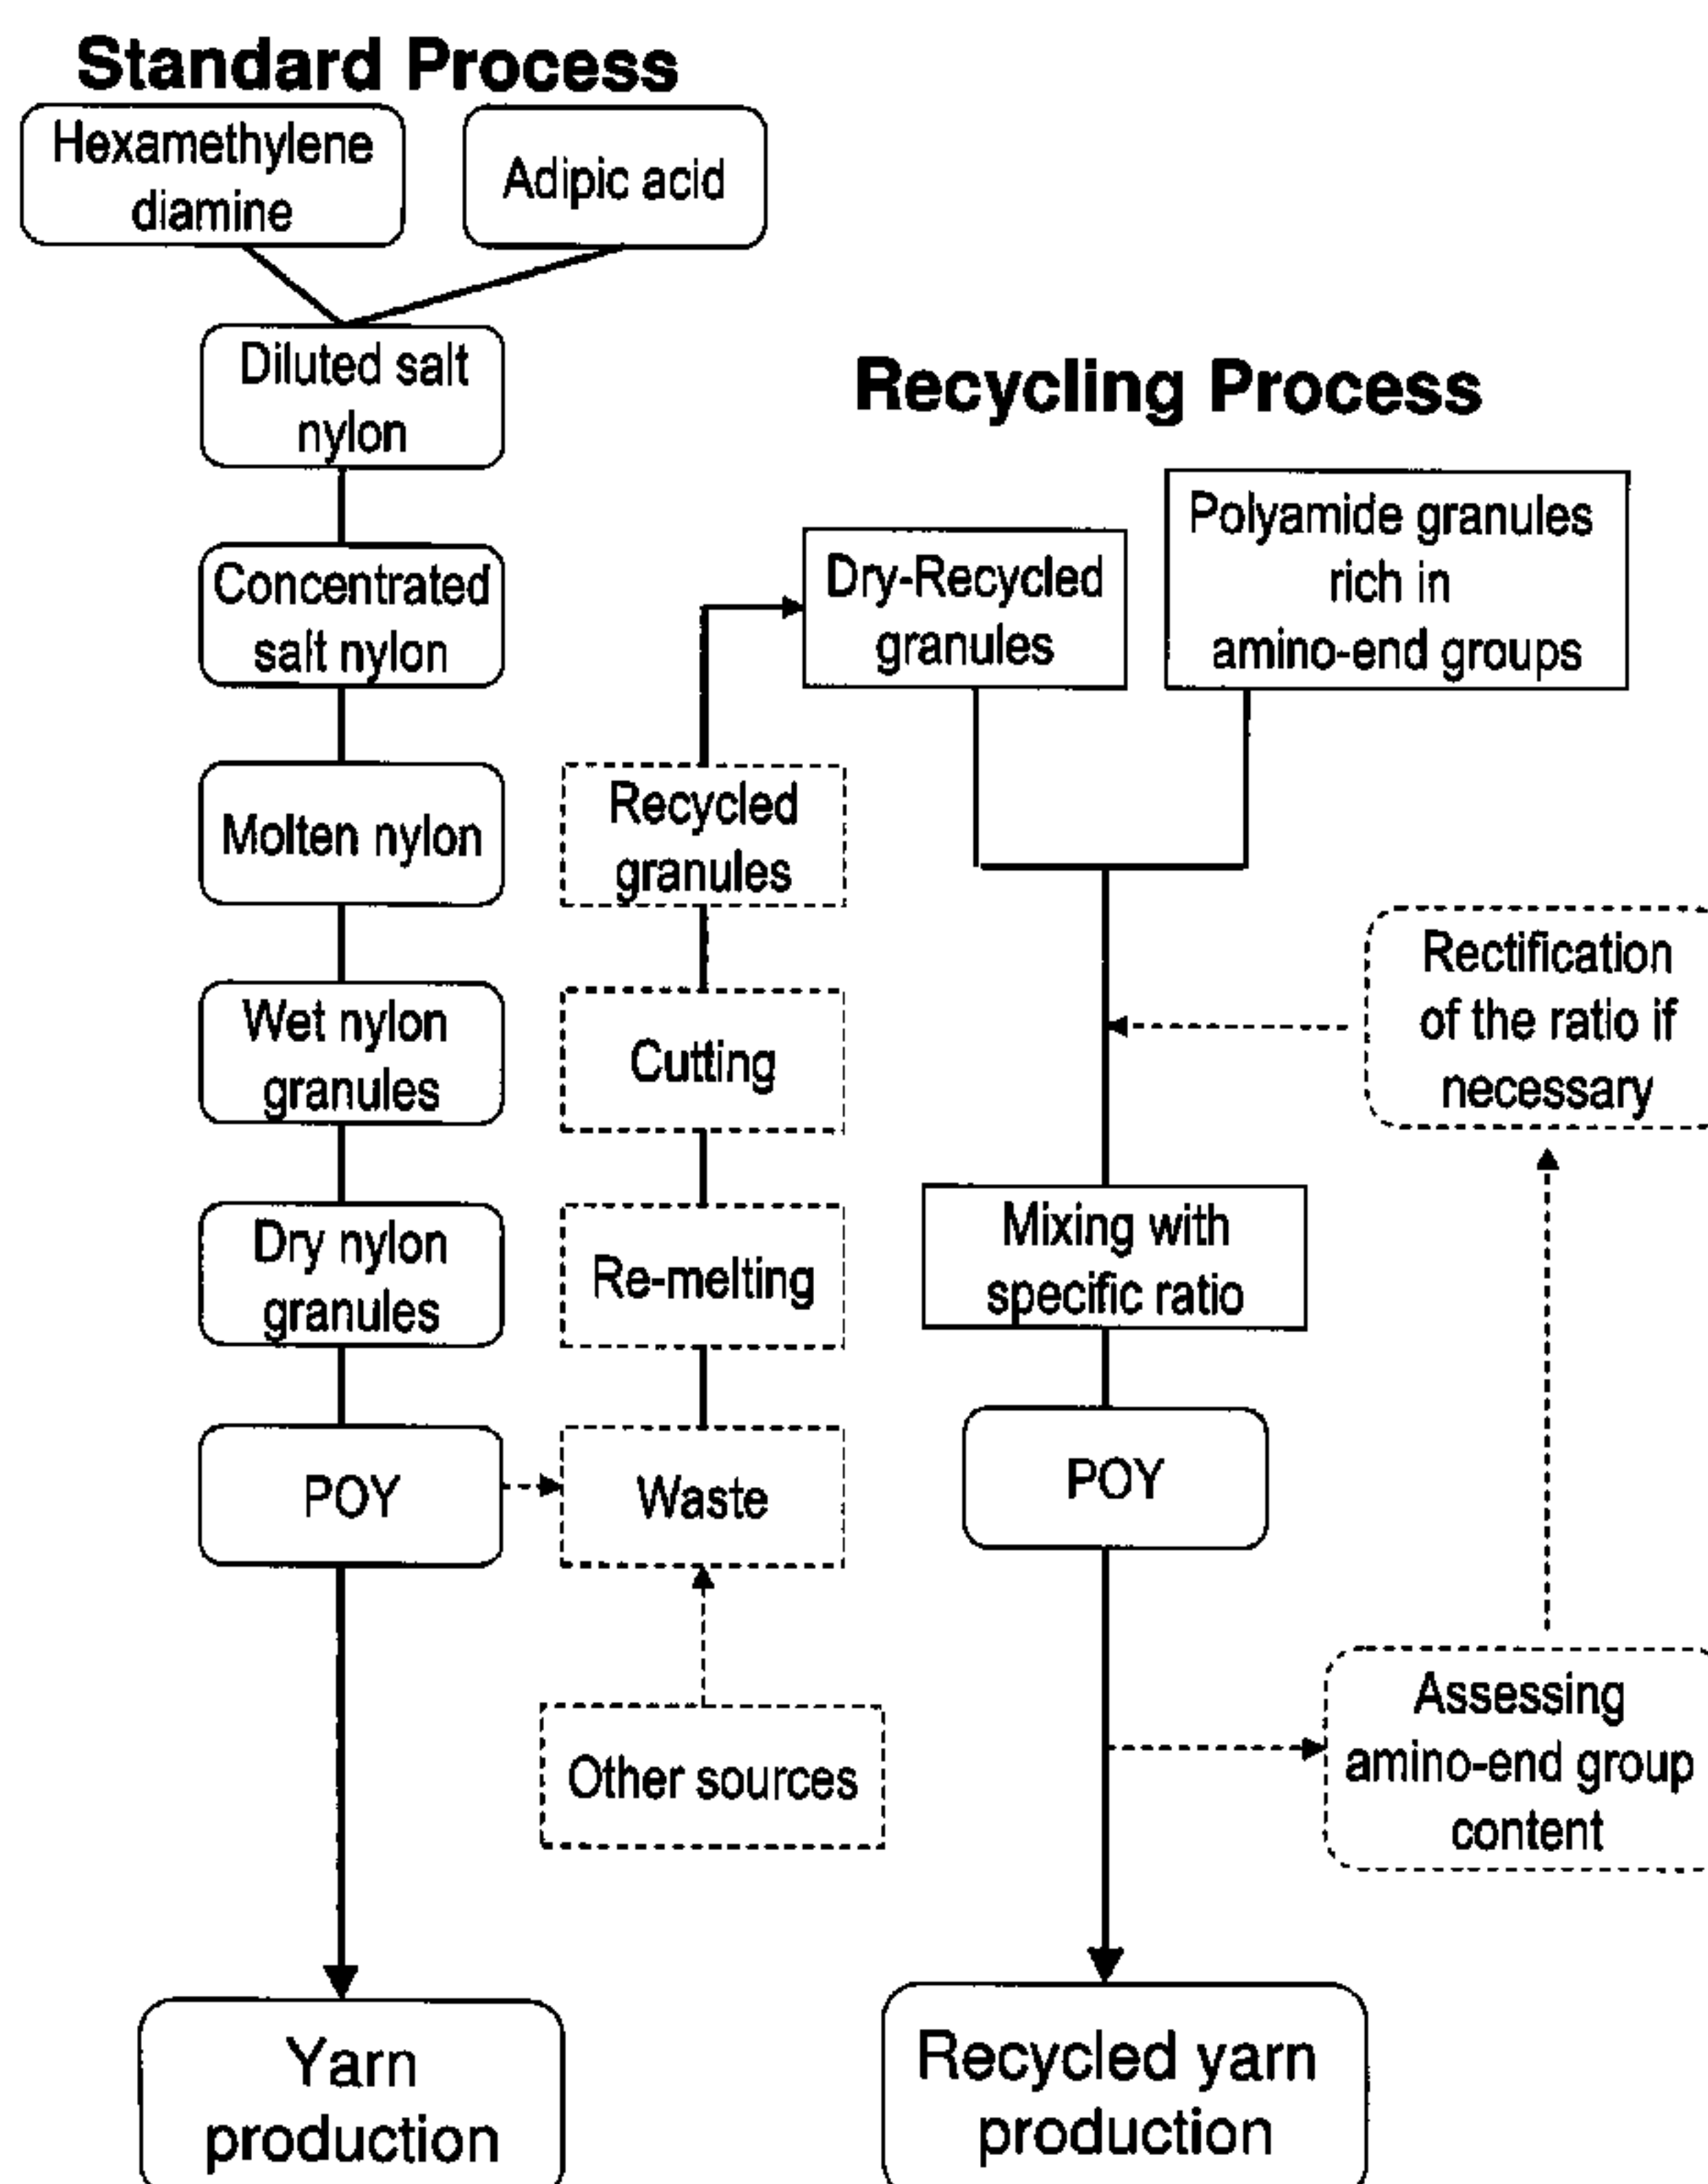 Standard Process
Hexamethylene
diamine
Adipic acid
Diluted salt
nylon
Concentrated
salt nylon
Molten nylon
Wet nylon
granules
Dry nylon
granules
POY
Yarn
production
Recycled
granules
Cutting
Re-melting
Waste
Other sources
Recycling Process
Dry-Recycled
granules
Polyamide granules
rich in
amino-end groups
Rectification
of the ratio if
necessary
Mixing with
specific ratio
POY
Assessing
amino-end group
content
Recycled yarn
production